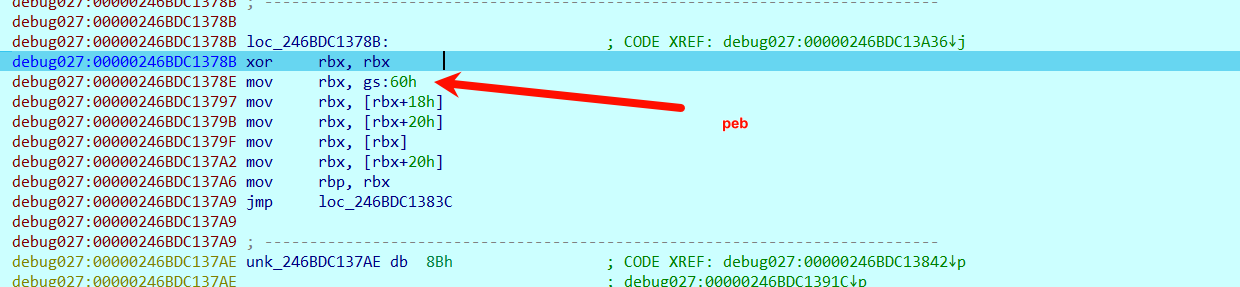 debug027:00000246BDC1378B ; ---------------------------------------------------------------------------
debug027:00000246BDC1378B
debug027:00000246BDC1378B loc_246BDC1378B: ; CODE XREF: debug027:00000246BDC13A36↓j
debug027:00000246BDC1378B xor rbx, rbx
debug027:00000246BDC1378E mov rbx, gs:60h
debug027:00000246BDC13797 mov rbx, [rbx+18h]
peb
debug027:00000246BDC1379B mov rbx, [rbx+20h]
debug027:00000246BDC1379F mov rbx, [rbx]
debug027:00000246BDC137A2 mov rbx, [rbx+20h]
debug027:00000246BDC137A6 mov rbp, rbx
debug027:00000246BDC137A9 jmp loc_246BDC1383C
debug027:00000246BDC137A9
debug027:00000246BDC137A9 ; ---------------------------------------------------------------------------
debug027:00000246BDC137AE unk_246BDC137AE db 8Bh ; CODE XREF: debug027:00000246BDC13842↓p
debug027:00000246BDC137AE ; debug027:00000246BDC1391C↓p